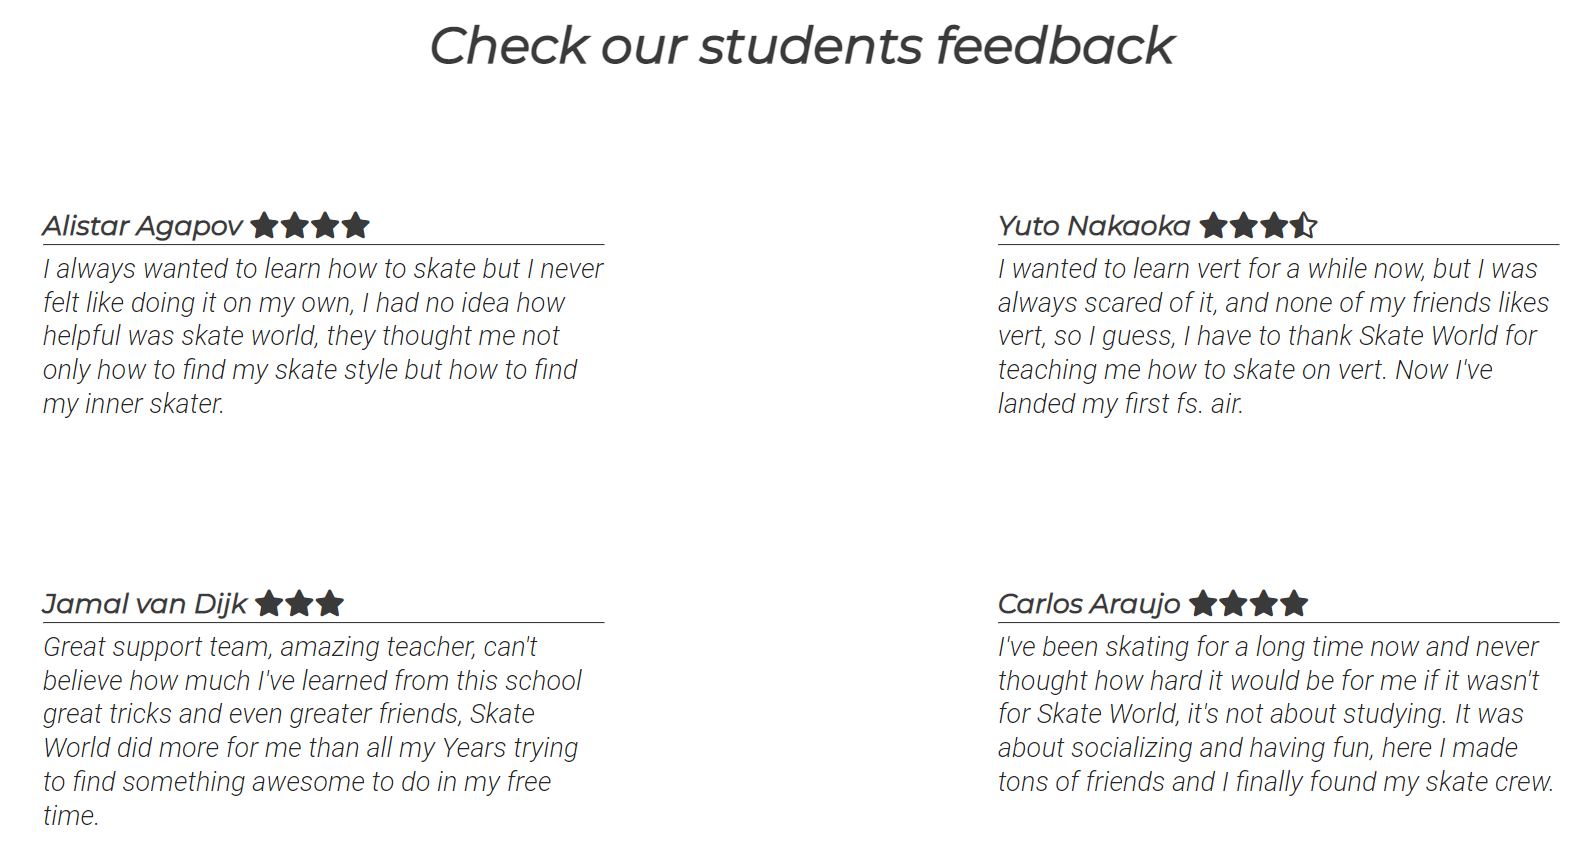 Check our students feedback
Alistar Agapov
I always wanted to learn how to skate but I never
felt like doing it on my own, I had no idea how
helpful was skate world, they thought me not
only how to find my skate style but how to find
my inner skater.
Yuto Nakaoka
I wanted to learn vert for a while now, but I was
always scared of it, and none of my friends likes
vert, so I guess, I have to thank Skate World for
teaching me how to skate on vert. Now I've
landed my first fs. air.
Jamal van Dijk
Great support team, amazing teacher, can't
believe how much I've learned from this school
great tricks and even greater friends, Skate
World did more for me than all my Years trying
to find something awesome to do in my free
time.
Carlos Araujo
I've been skating for a long time now and never
thought how hard it would be for me if it wasn't
for Skate World, it's not about studying. It was
about socializing and having fun, here I made
tons of friends and I finally found my skate crew.